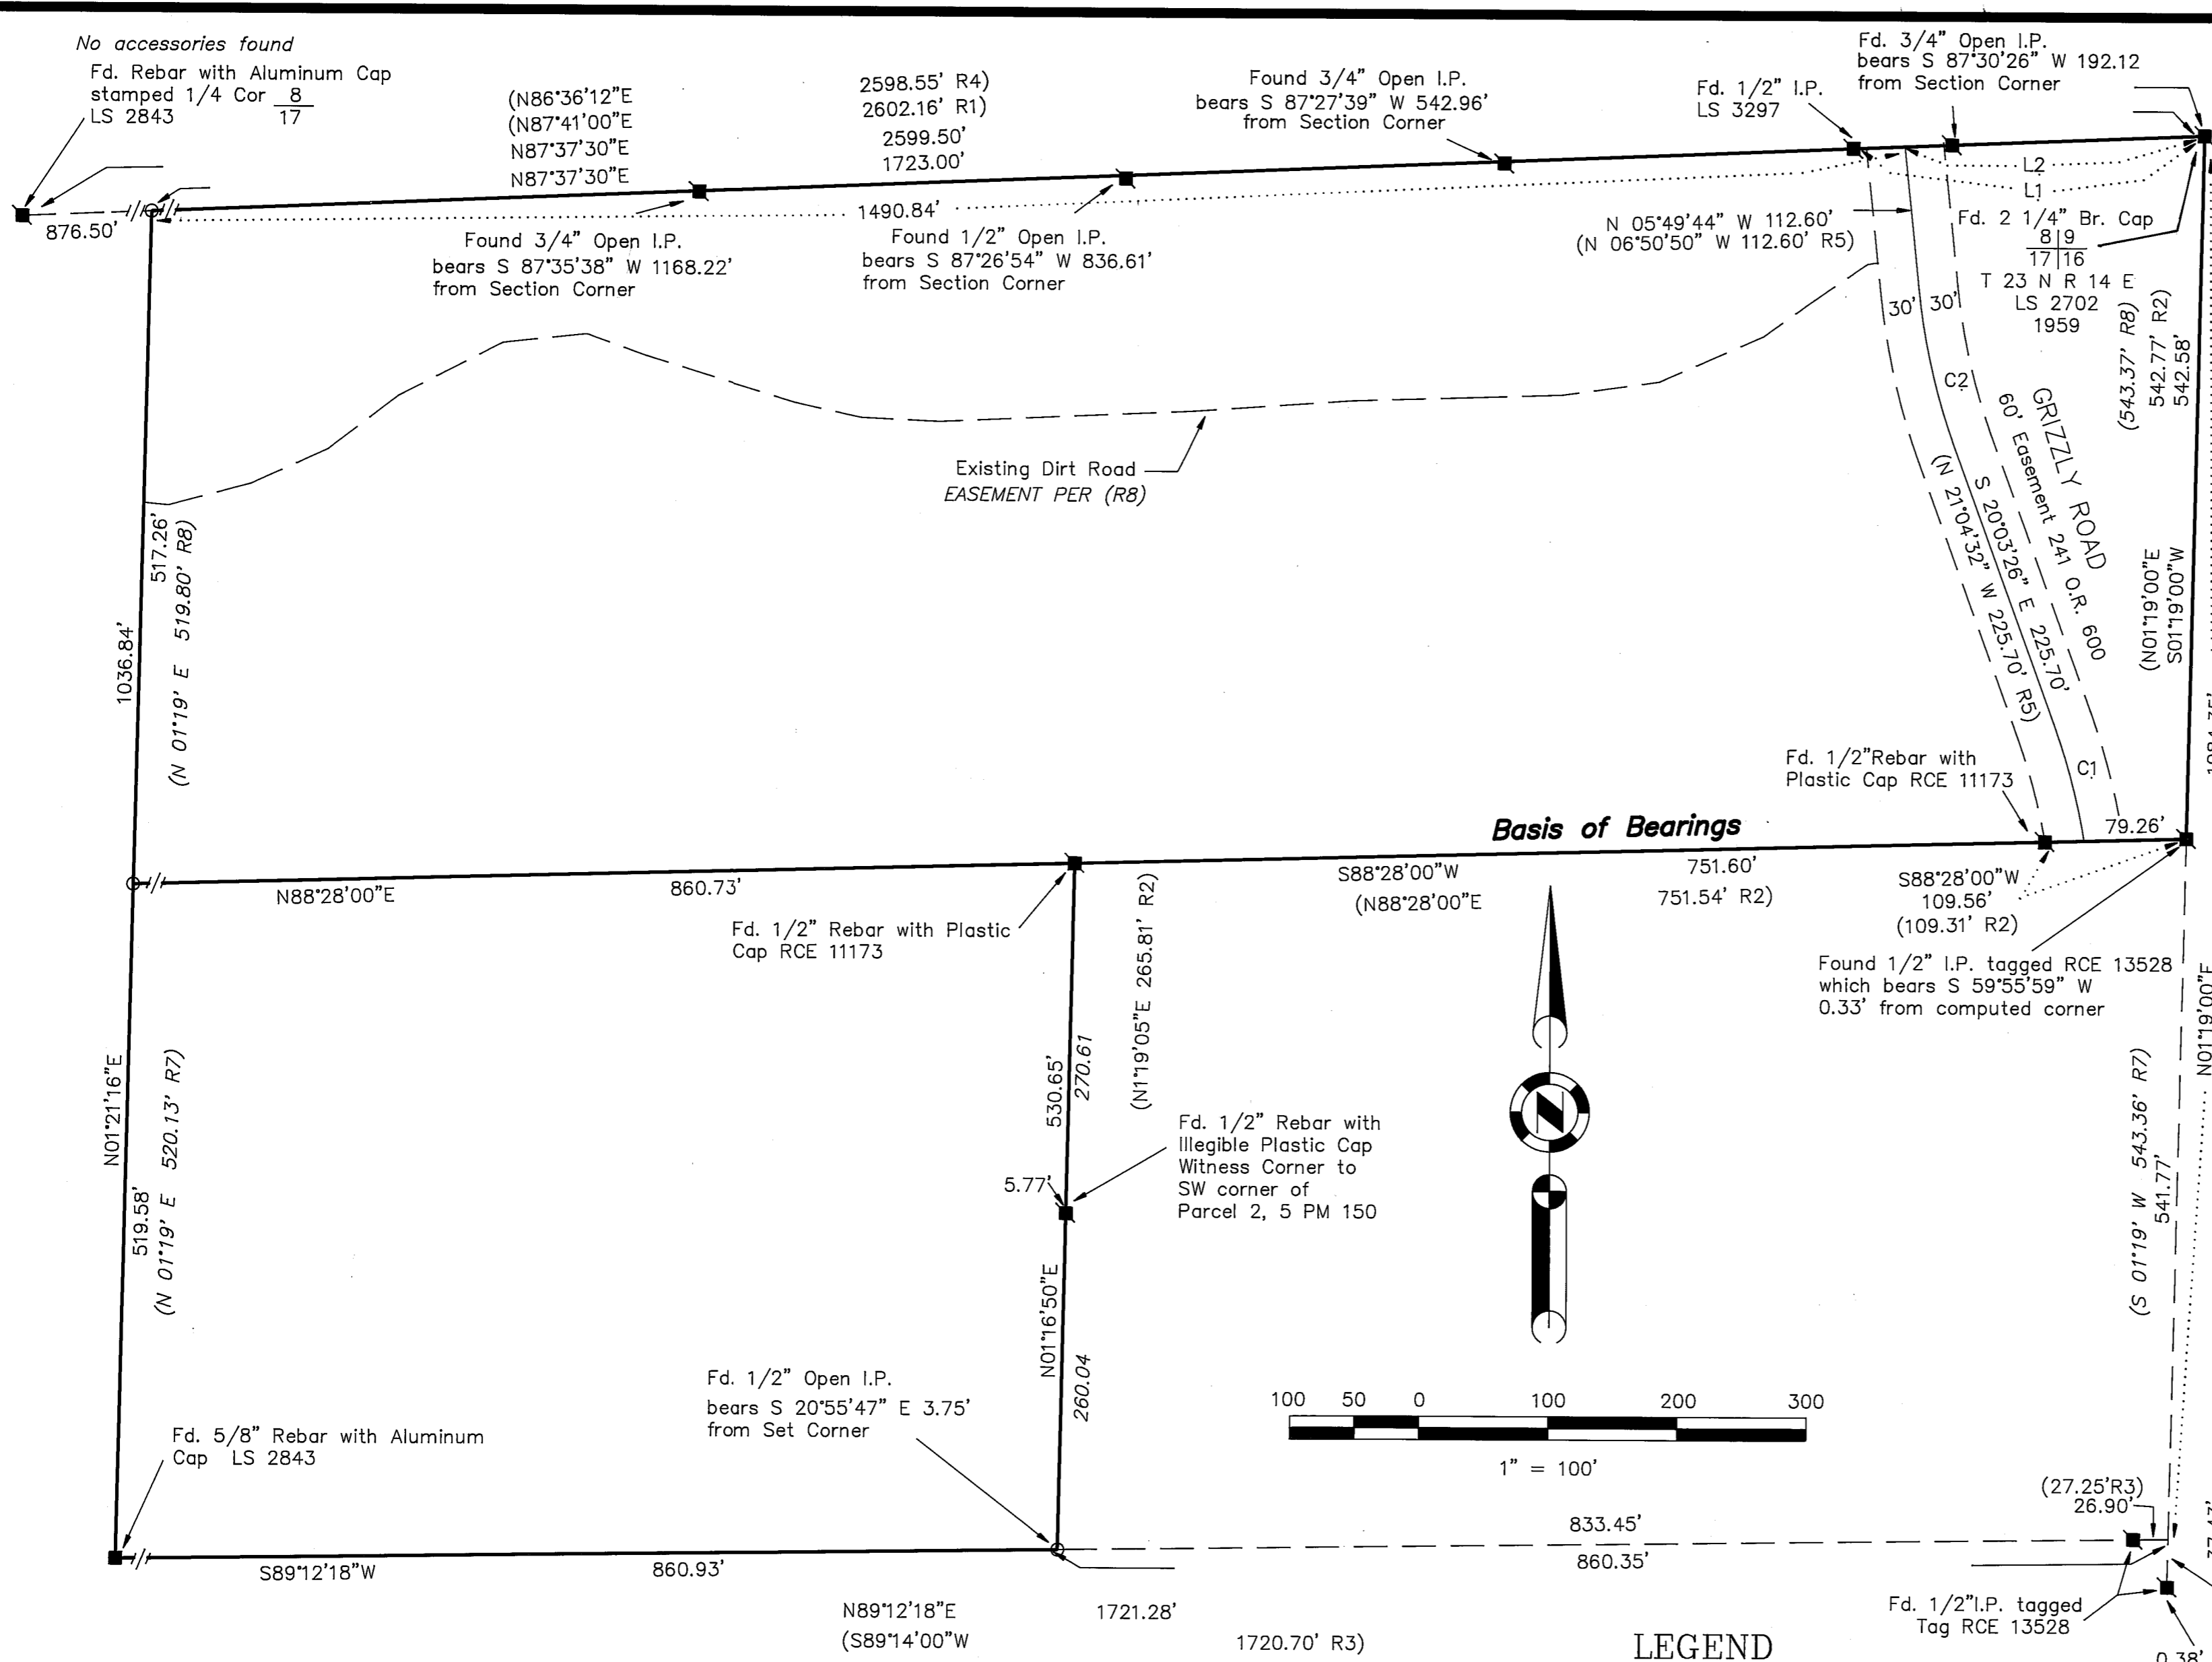 No accessories found
Fd. Rebar with Aluminum Cap
stamped 1/4 Cor 8
17
LS 2843
876.50'
(N86°36'12"E 2598.55' R4)
(N87°41'00"E 2602.16' R1)
N87°37'30"E 2599.50'
N87°37'30"E 1723.00'
1490.84'
Found 3/4" Open I.P.
bears S 87°35'38" W 1168.22'
from Section Corner
Found 1/2" Open I.P.
bears S 87°26'54" W 836.61'
from Section Corner
Found 3/4" Open I.P.
bears S 87°27'39" W 542.96'
from Section Corner
Fd. 1/2" I.P.
LS 3297
Fd. 3/4" Open I.P.
bears S 87°30'26" W 192.12
from Section Corner
L2
L1
N 05°49'44" W 112.60'
(N 06°50'50" W 112.60' R5)
Fd. 2 1/4" Br. Cap
8 9
17 16
T 23 N R 14 E
LS 2702
1959
30'
30'
(543.37' R8)
542.77' R2)
542.58'
(N01°19'00"E
S01°19'00"W
C2
GRIZZLY ROAD
60' Easement 241 O.R. 600
S 20°03'26" E 225.70'
(N 21°04'32" W 225.70' R5)
C1
Existing Dirt Road
EASEMENT PER (R8)
517.26'
(N 01°19' E 519.80' R8)
1036.84'
Fd. 1/2"Rebar with
Plastic Cap RCE 11173
Basis of Bearings
79.26'
N88°28'00"E
860.73'
S88°28'00"W 751.60'
(N88°28'00"E 751.54' R2)
S88°28'00"W
109.56'
(109.31' R2)
Fd. 1/2" Rebar with Plastic
Cap RCE 11173
Found 1/2" I.P. tagged RCE 13528
which bears S 59°55'59" W
0.33' from computed corner
N01°19'00"E
(N1°19'05"E 265.81' R2)
530.65'
270.61
N01°21'16"E
519.58'
(N 01°19' E 520.13' R7)
Fd. 1/2" Rebar with
Illegible Plastic Cap
Witness Corner to
SW corner of
Parcel 2, 5 PM 150
5.77'
(S 01°19' W 543.36' R7)
541.77'
N01°16'50"E
260.04
Fd. 1/2" Open I.P.
bears S 20°55'47" E 3.75'
from Set Corner
Fd. 5/8" Rebar with Aluminum
Cap LS 2843
100 50 0 100 200 300
1" = 100'
(27.25'R3)
26.90'
833.45'
860.35'
S89°12'18"W
860.93'
Fd. 1/2"I.P. tagged
Tag RCE 13528
N89°12'18"E 1721.28'
(S89°14'00"W 1720.70' R3)
LEGEND
0.38'